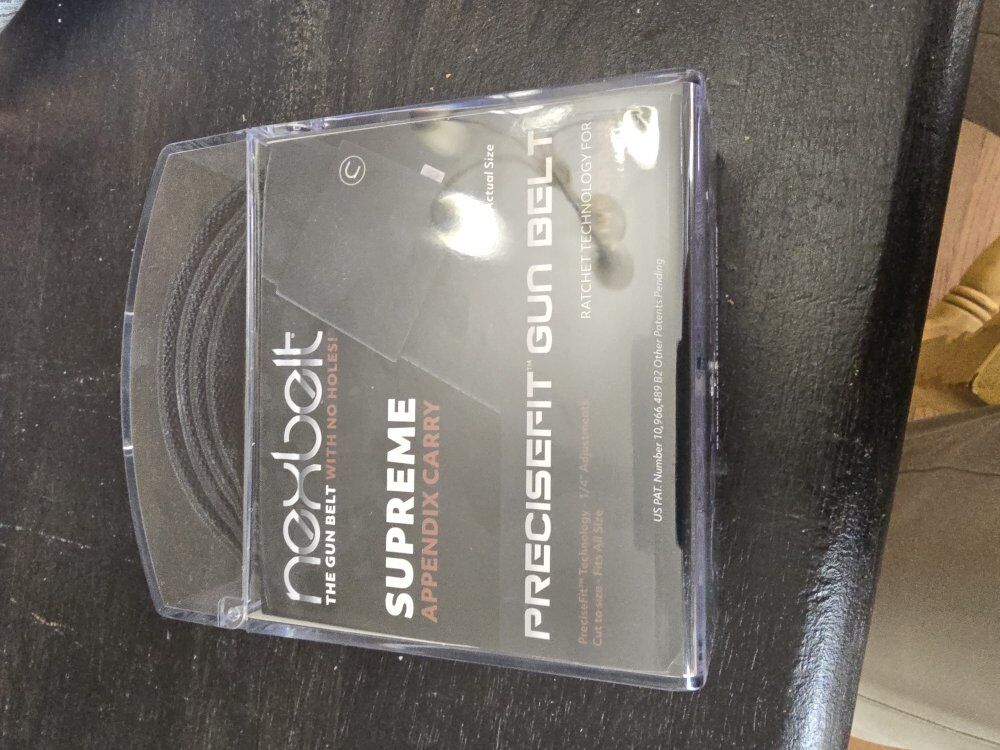 nexbelt
THE GUN BELT WITH NO HOLES!
SUPREME
APPENDIX CARRY
Actual Size
PRECISEFIT™ GUN BELT
PreciseFit™ Technology 1/4" Adjustments
Cut to size - Fits All Size
RATCHET TECHNOLOGY FOR
US PAT. Number 10,966,489 B2 Other Patents Pending